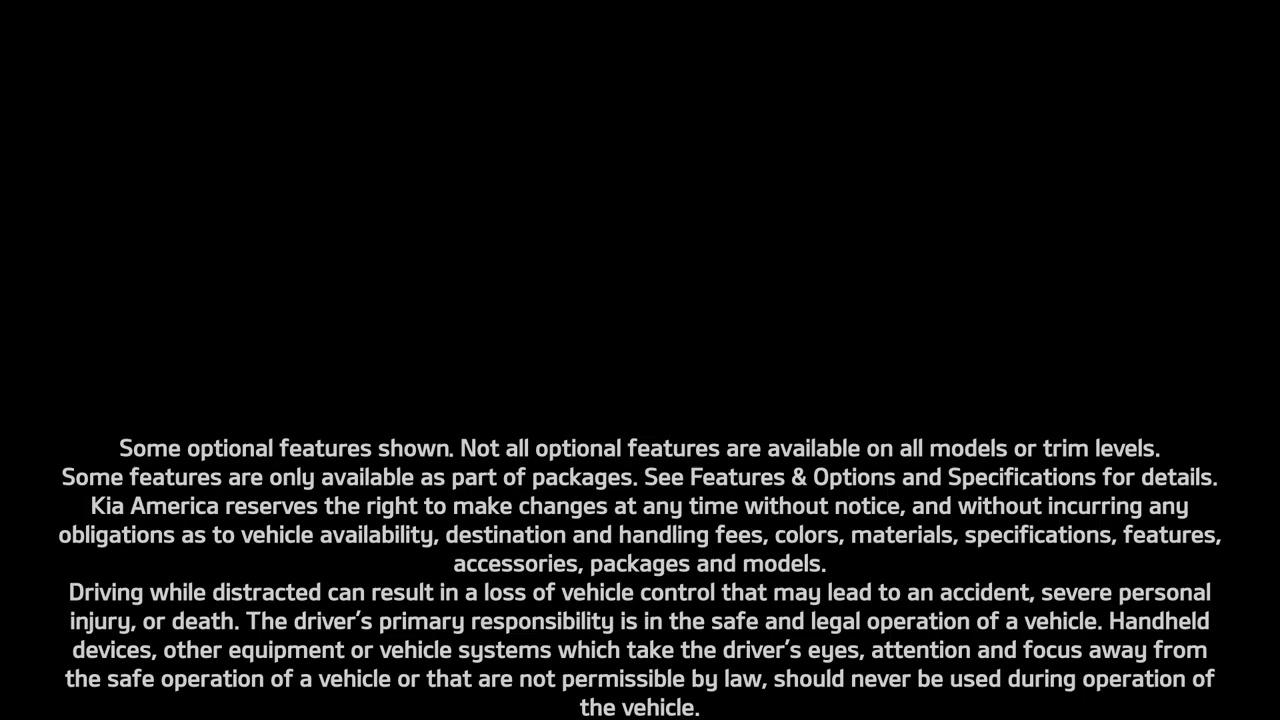 Some optional features shown. Not all optional features are available on all models or trim levels.
Some features are only available as part of packages. See Features & Options and Specifications for details.
Kia America reserves the right to make changes at any time without notice, and without incurring any
obligations as to vehicle availability, destination and handling fees, colors, materials, specifications, features,
accessories, packages and models.
Driving while distracted can result in a loss of vehicle control that may lead to an accident, severe personal
injury, or death. The driver’s primary responsibility is in the safe and legal operation of a vehicle. Handheld
devices, other equipment or vehicle systems which take the driver’s eyes, attention and focus away from
the safe operation of a vehicle or that are not permissible by law, should never be used during operation of
the vehicle.